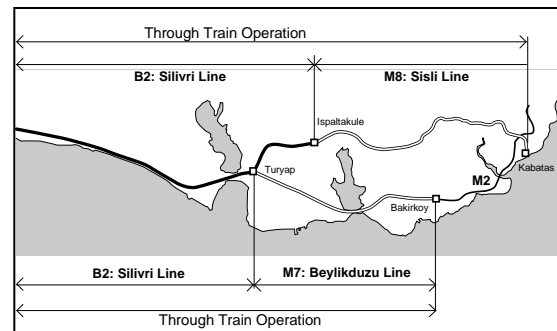 Through Train Operation
B2: Silivri Line
M8: Sisli Line
Ispaltakule
Turyap
Kabatas
M2
Bakirkoy
B2: Silivri Line
M7: Beylikduzu Line
Through Train Operation